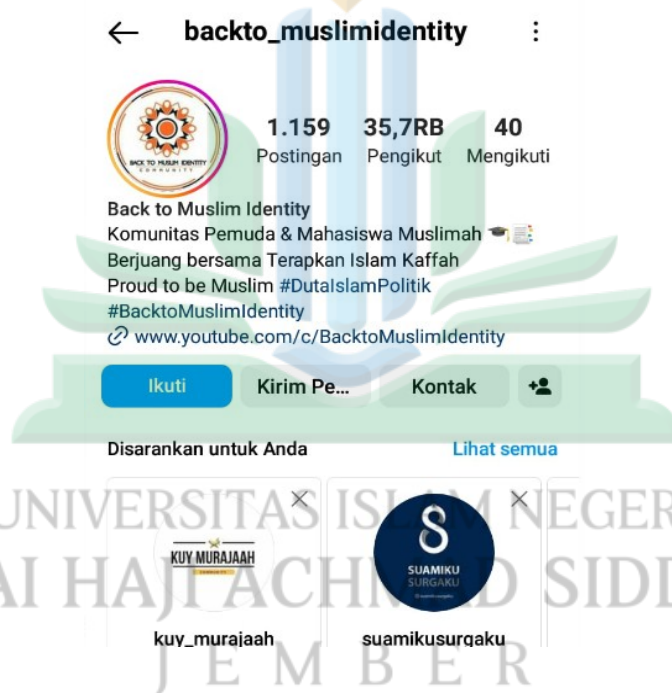 backto_muslimidentity
BACK TO MUSLIM IDENTITY
COMMUNITY
1.159 35,7RB 40
Postingan Pengikut Mengikuti
Back to Muslim Identity
Komunitas Pemuda & Mahasiswa Muslimah 🎓📑
Berjuang bersama Terapkan Islam Kaffah
Proud to be Muslim #DutaIslamPolitik
#BacktoMuslimIdentity
www.youtube.com/c/BacktoMuslimIdentity
Ikuti Kirim Pe... Kontak
Disarankan untuk Anda Lihat semua
KUY MURAJAAH
SUAMIKU
SURGAKU
kuy_murajaah suamikusurgaku
UNIVERSITAS ISLAM NEGER
AI HAJI ACHMAD SIDD
JEMBER